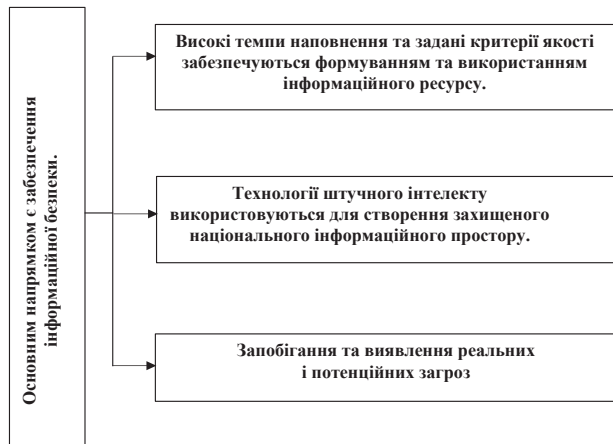 Основним напрямком є забезпечення
інформаційної безпеки.
Високі темпи наповнення та задані критерії якості
забезпечуються формуванням та використанням
інформаційного ресурсу.
Технології штучного інтелекту
використовуються для створення захищеного
національного інформаційного простору.
Запобігання та виявлення реальних
і потенційних загроз